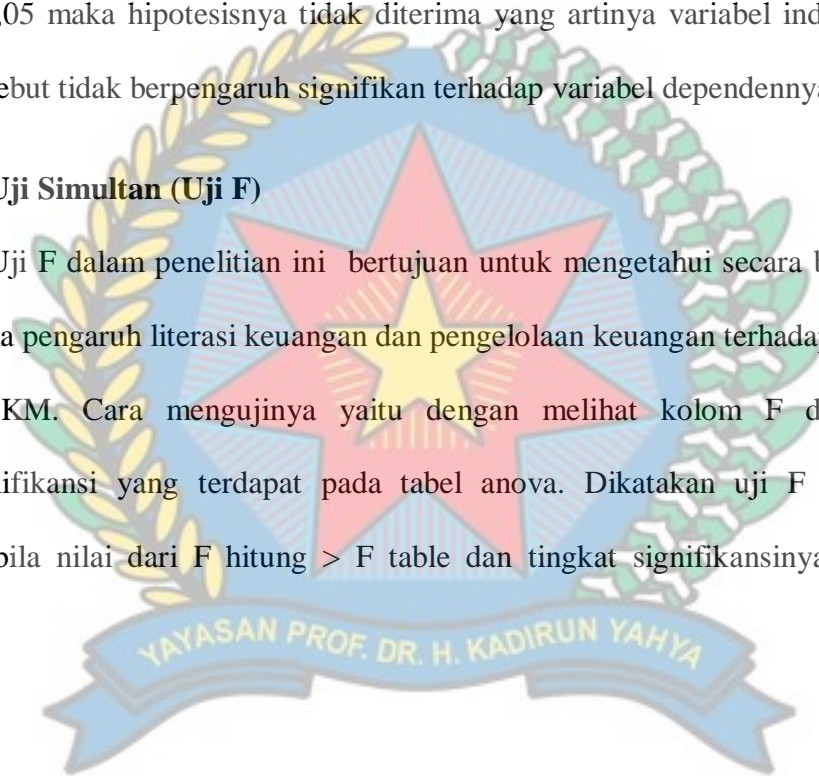 ,05 maka hipotesisnya tidak diterima yang artinya variabel ind
ebut tidak berpengaruh signifikan terhadap variabel dependennya
Uji Simultan (Uji F)
Uji F dalam penelitian ini bertujuan untuk mengetahui secara b
a pengaruh literasi keuangan dan pengelolaan keuangan terhadap
KM. Cara mengujinya yaitu dengan melihat kolom F d
ifikansi yang terdapat pada tabel anova. Dikatakan uji F
bila nilai dari F hitung > F table dan tingkat signifikansinya
YAYASAN PROF. DR. H. KADIRUN YAHYA